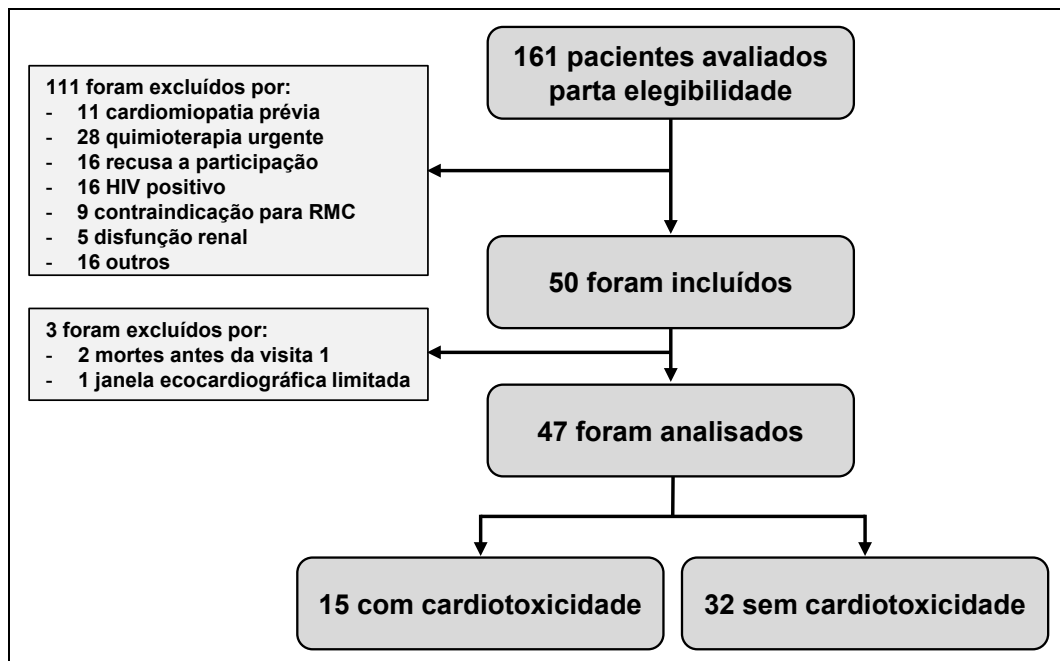 161 pacientes avaliados
parta elegibilidade
111 foram excluídos por:
- 11 cardiomiopatia prévia
- 28 quimioterapia urgente
- 16 recusa a participação
- 16 HIV positivo
- 9 contraindicação para RMC
- 5 disfunção renal
- 16 outros
50 foram incluídos
3 foram excluídos por:
- 2 mortes antes da visita 1
- 1 janela ecocardiográfica limitada
47 foram analisados
15 com cardiotoxicidade
32 sem cardiotoxicidade